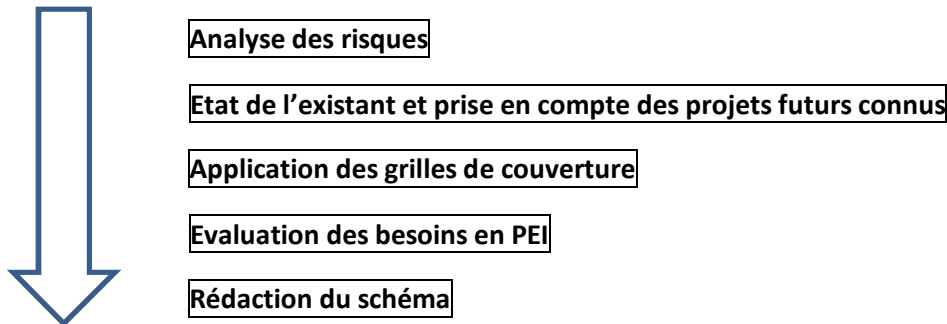 Analyse des risques
Etat de l’existant et prise en compte des projets futurs connus
Application des grilles de couverture
Evaluation des besoins en PEI
Rédaction du schéma